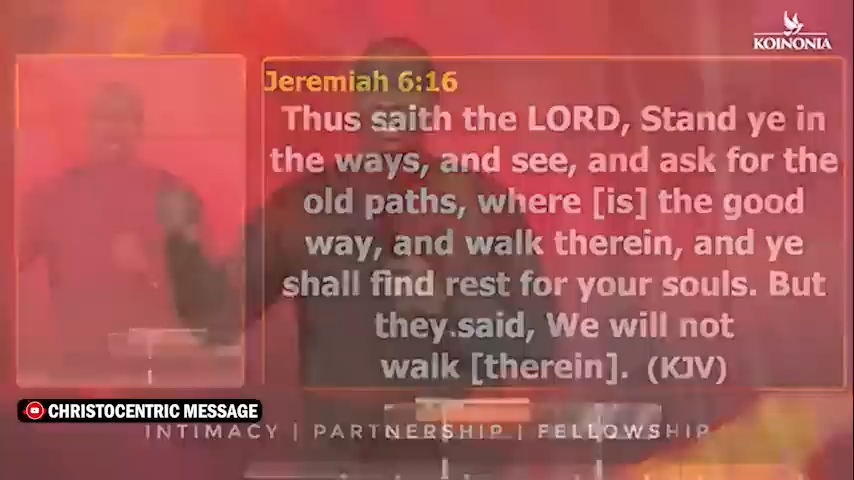 KOINONIA
Jeremiah 6:16
Thus saith the LORD, Stand ye in
the ways, and see, and ask for the
old paths, where [is] the good
way, and walk therein, and ye
shall find rest for your souls. But
they.said, We will not
walk [therein]. (KJV)
CHRISTOCENTRIC MESSAGE
INTIMACY | PARTNERSHIP | FELLOWSHIP